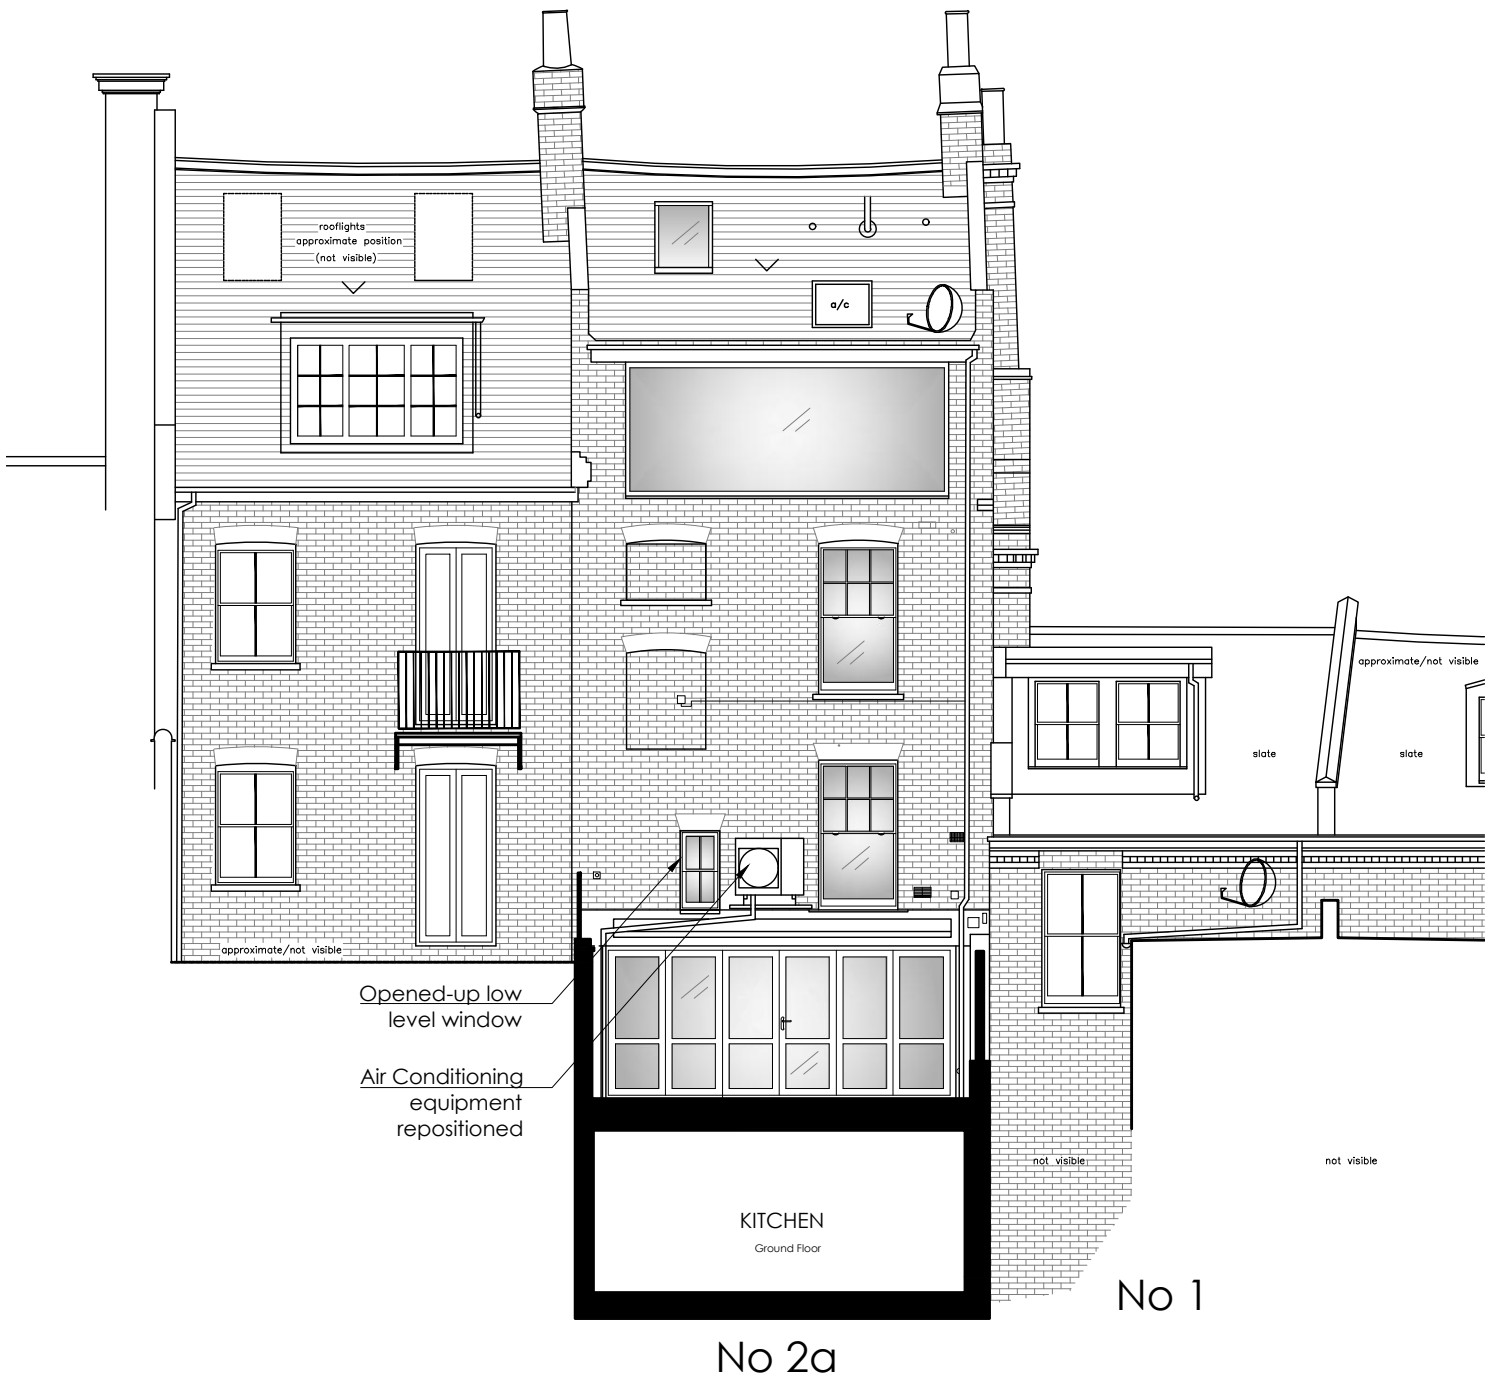 rooflights
approximate position
(not visible)
a/c
approximate/not visible
slate
slate
approximate/not visible
Opened-up low
level window
Air Conditioning
equipment
repositioned
not visible
not visible
KITCHEN
Ground Floor
No 1
No 2a